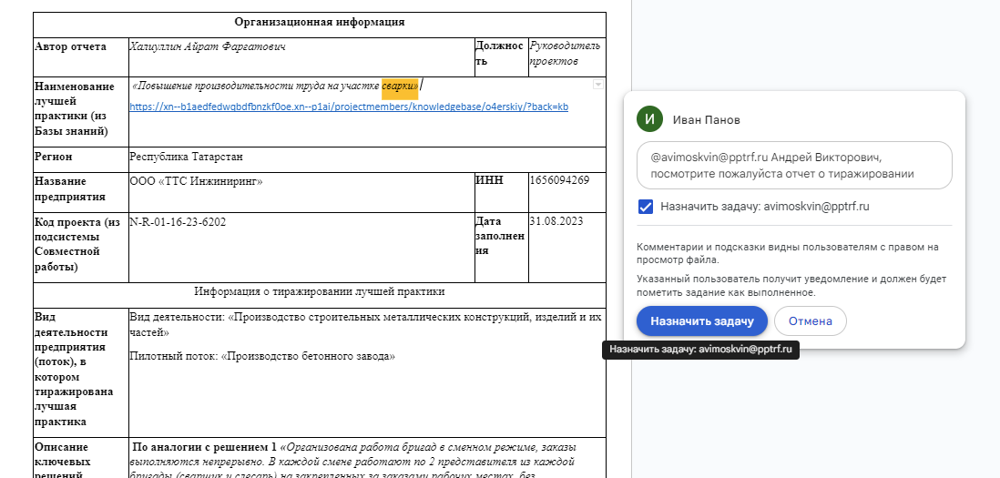 Организационная информация
Автор отчета
Халиуллин Айрат Фаргатович
Должнос
ть
Руководитель
проектов
Наименование
лучшей
практики (из
Базы знаний)
«Повышение производительности труда на участке сварки»
https://xn--b1aedfedwqbdfbnzkf0oe.xn--p1ai/projectmembers/knowledgebase/o4erskiy/?back=kb
Регион
Республика Татарстан
Название
предприятия
ООО «ТТС Инжиниринг»
ИНН
1656094269
Код проекта (из
подсистемы
Совместной
работы)
N-R-01-16-23-6202
Дата
заполнен
ия
31.08.2023
Информация о тиражировании лучшей практики
Вид
деятельности
предприятия
(поток), в
котором
тиражирована
лучшая
практика
Вид деятельности: «Производство строительных металлических конструкций, изделий и их
частей»
Пилотный поток: «Производство бетонного завода»
Описание
ключевых
решений
По аналогии с решением 1 «Организована работа бригад в сменном режиме, заказы
выполняются непрерывно. В каждой смене работают по 2 представителя из каждой
бригады (сварщик и слесарь) на закрепленных за заказами рабочих местах, без
И
Иван Панов
@avimoskvin@pptrf.ru Андрей Викторович,
посмотрите пожалуйста отчет о тиражировании
Назначить задачу: avimoskvin@pptrf.ru
Комментарии и подсказки видны пользователям с правом на
просмотр файла.
Указанный пользователь получит уведомление и должен будет
пометить задание как выполненное.
Назначить задачу
Отмена
Назначить задачу: avimoskvin@pptrf.ru